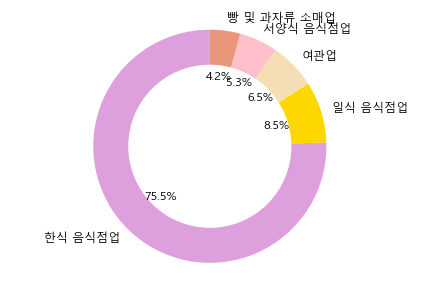 빵 및 과자류 소매업
서양식 음식점업
여관업
일식 음식점업
한식 음식점업
4.2%
5.3%
6.5%
8.5%
75.5%